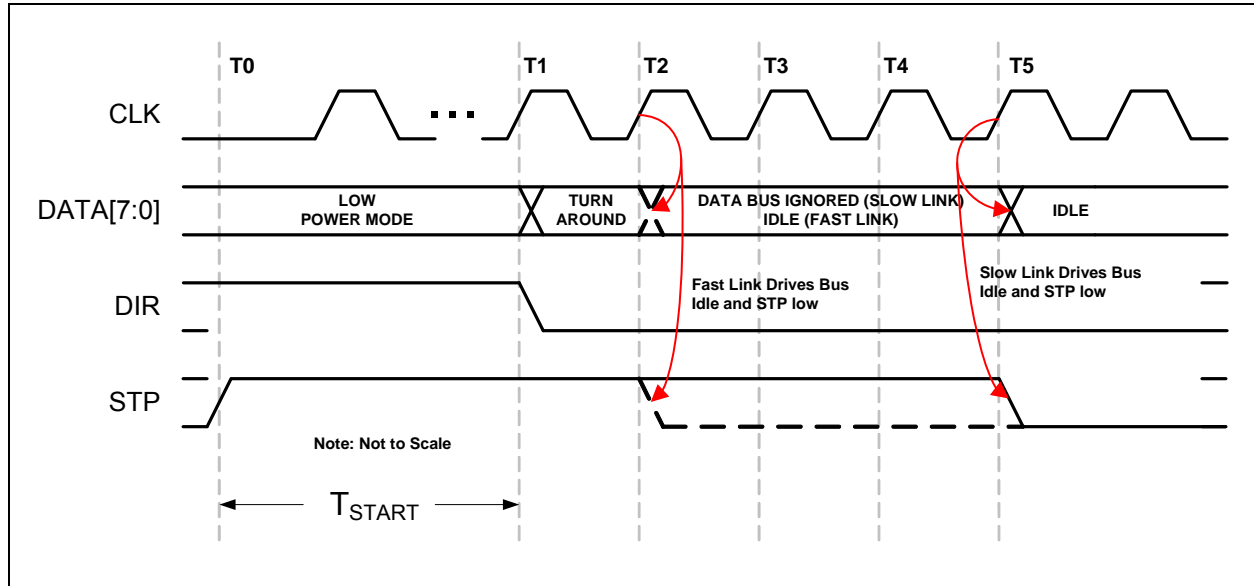 T0
T1
T2
T3
T4
T5
CLK
DATA[7:0]
LOW
POWER MODE
TURN
AROUND
DATA BUS IGNORED (SLOW LINK)
IDLE (FAST LINK)
IDLE
DIR
Fast Link Drives Bus
Idle and STP low
Slow Link Drives Bus
Idle and STP low
STP
Note: Not to Scale
TSTART